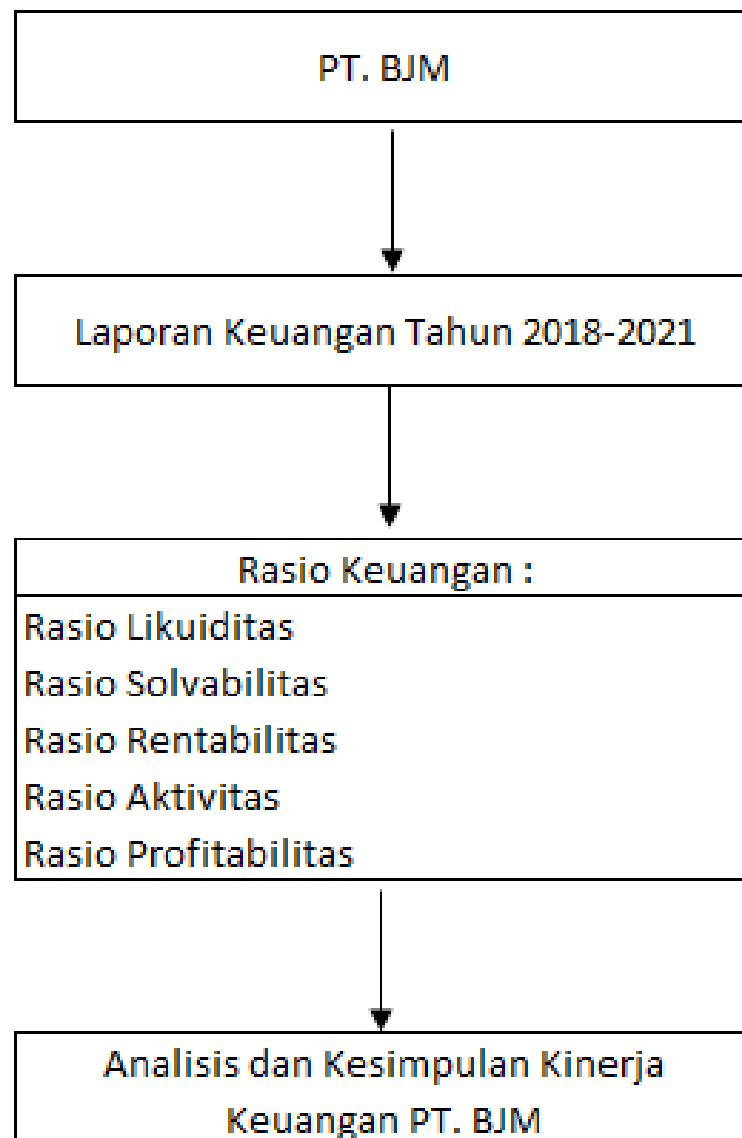 PT. BJM
Laporan Keuangan Tahun 2018-2021
Rasio Keuangan :
Rasio Likuiditas
Rasio Solvabilitas
Rasio Rentabilitas
Rasio Aktivitas
Rasio Profitabilitas
Analisis dan Kesimpulan Kinerja
Keuangan PT. BJM